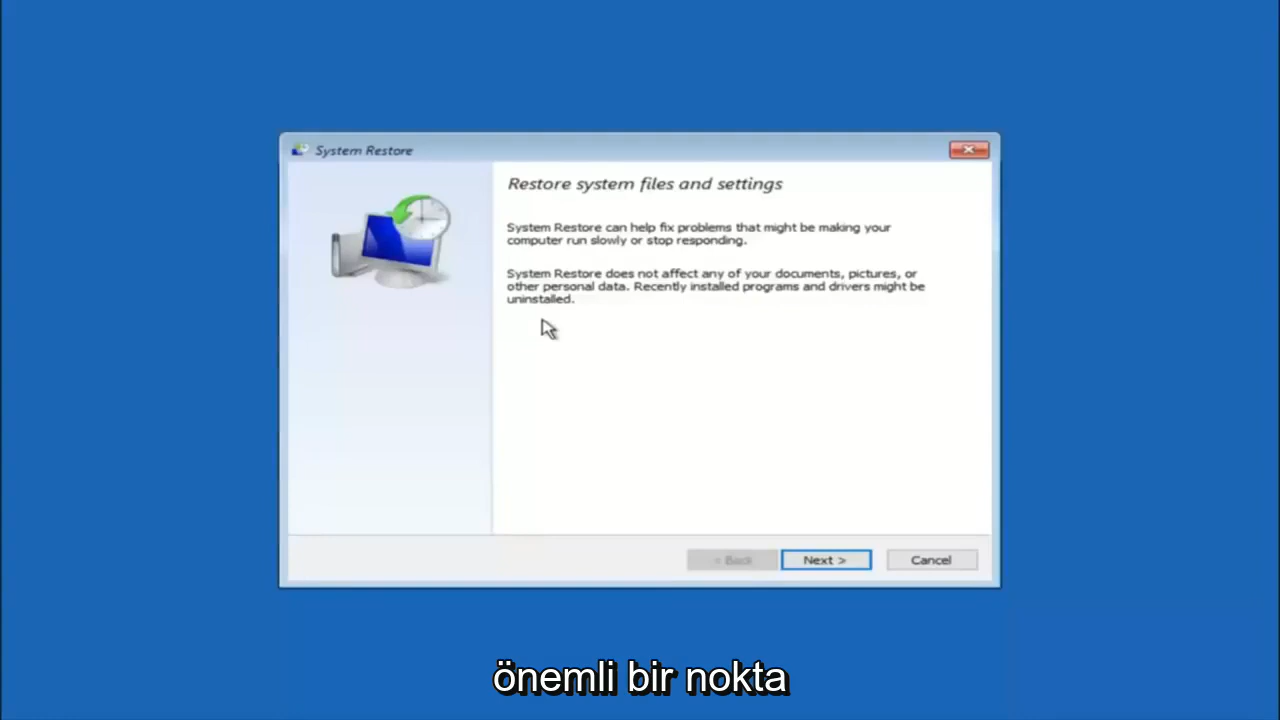 System Restore
Restore system files and settings
System Restore can help fix problems that might be making your
computer run slowly or stop responding.
System Restore does not affect any of your documents, pictures, or
other personal data. Recently installed programs and drivers might be
uninstalled.
< Back
Next >
Cancel
önemli bir nokta